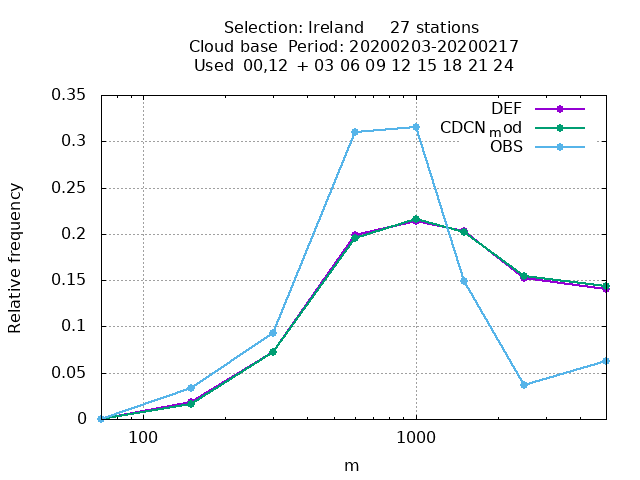 Selection: Ireland 27 stations
Cloud base Period: 20200203-20200217
Used 00,12 + 03 06 09 12 15 18 21 24
0.35
0.3
0.25
0.2
0.15
0.1
0.05
0
Relative frequency
DEF
CDCNmod
OBS
100 1000
m